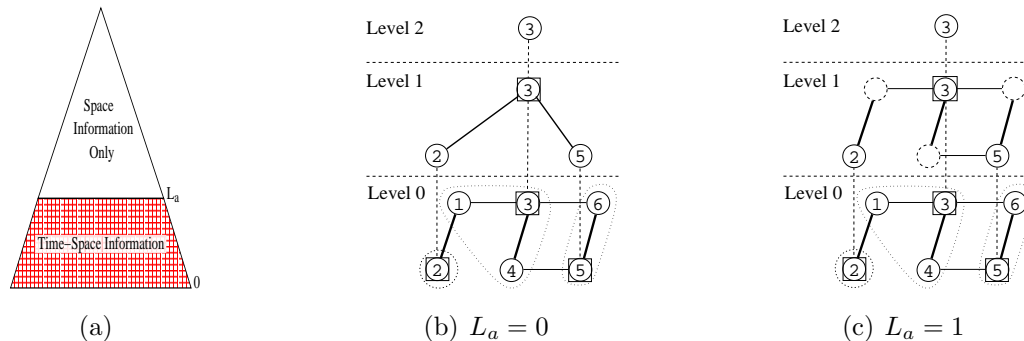 Space
Information
Only
L_a
Time-Space Information
0
(a)
Level 2
3
Level 1
3
2
5
Level 0
1
3
6
2
4
5
(b) L_a = 0
Level 2
3
Level 1
3
2
5
Level 0
1
3
6
2
4
5
(c) L_a = 1